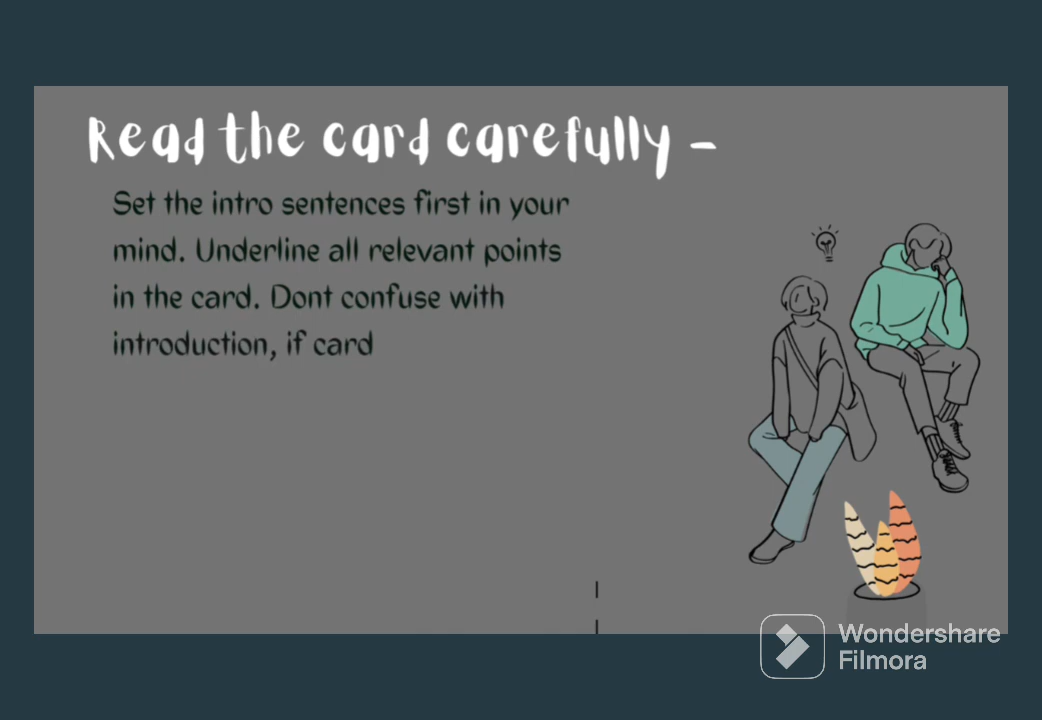 Read the card carefully -
Set the intro sentences first in your
mind. Underline all relevant points
in the card. Dont confuse with
introduction, if card
Wondershare
Filmora